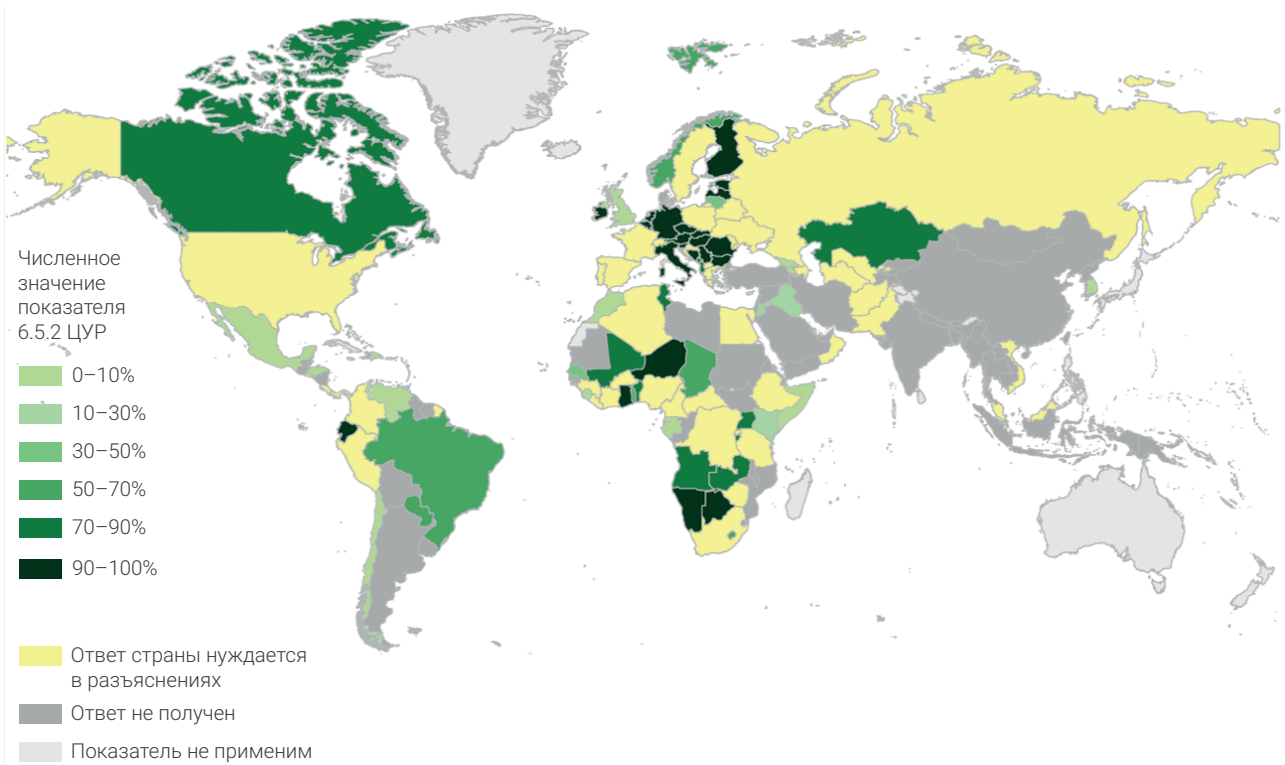 Численное
значение
показателя
6.5.2 ЦУР
0–10%
10–30%
30–50%
50–70%
70–90%
90–100%
Ответ страны нуждается
в разъяснениях
Ответ не получен
Показатель не применим